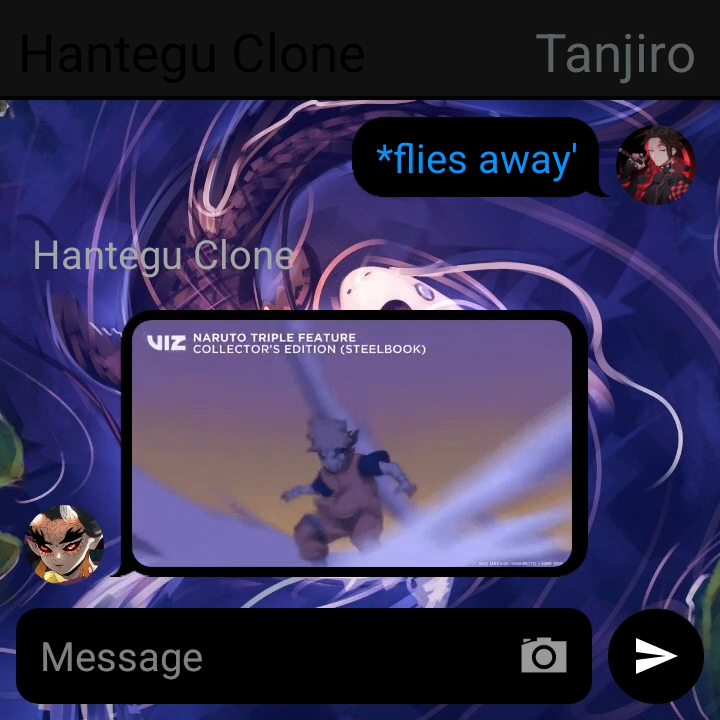 Hantegu Clone
Tanjiro
*flies away'
Hantegu Clone
VIZ NARUTO TRIPLE FEATURE
COLLECTOR'S EDITION (STEELBOOK)
Message